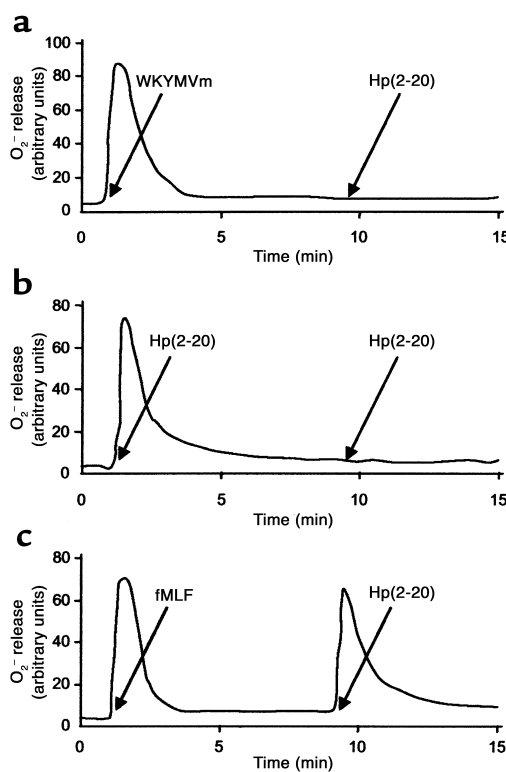 a
O2− release
(arbitrary units)
100
80
60
40
20
0
WKYMVm
Hp(2-20)
0
5
10
15
Time (min)
b
O2− release
(arbitrary units)
80
60
40
20
0
Hp(2-20)
Hp(2-20)
0
5
10
15
Time (min)
c
O2− release
(arbitrary units)
80
60
40
20
0
fMLF
Hp(2-20)
0
5
10
15
Time (min)